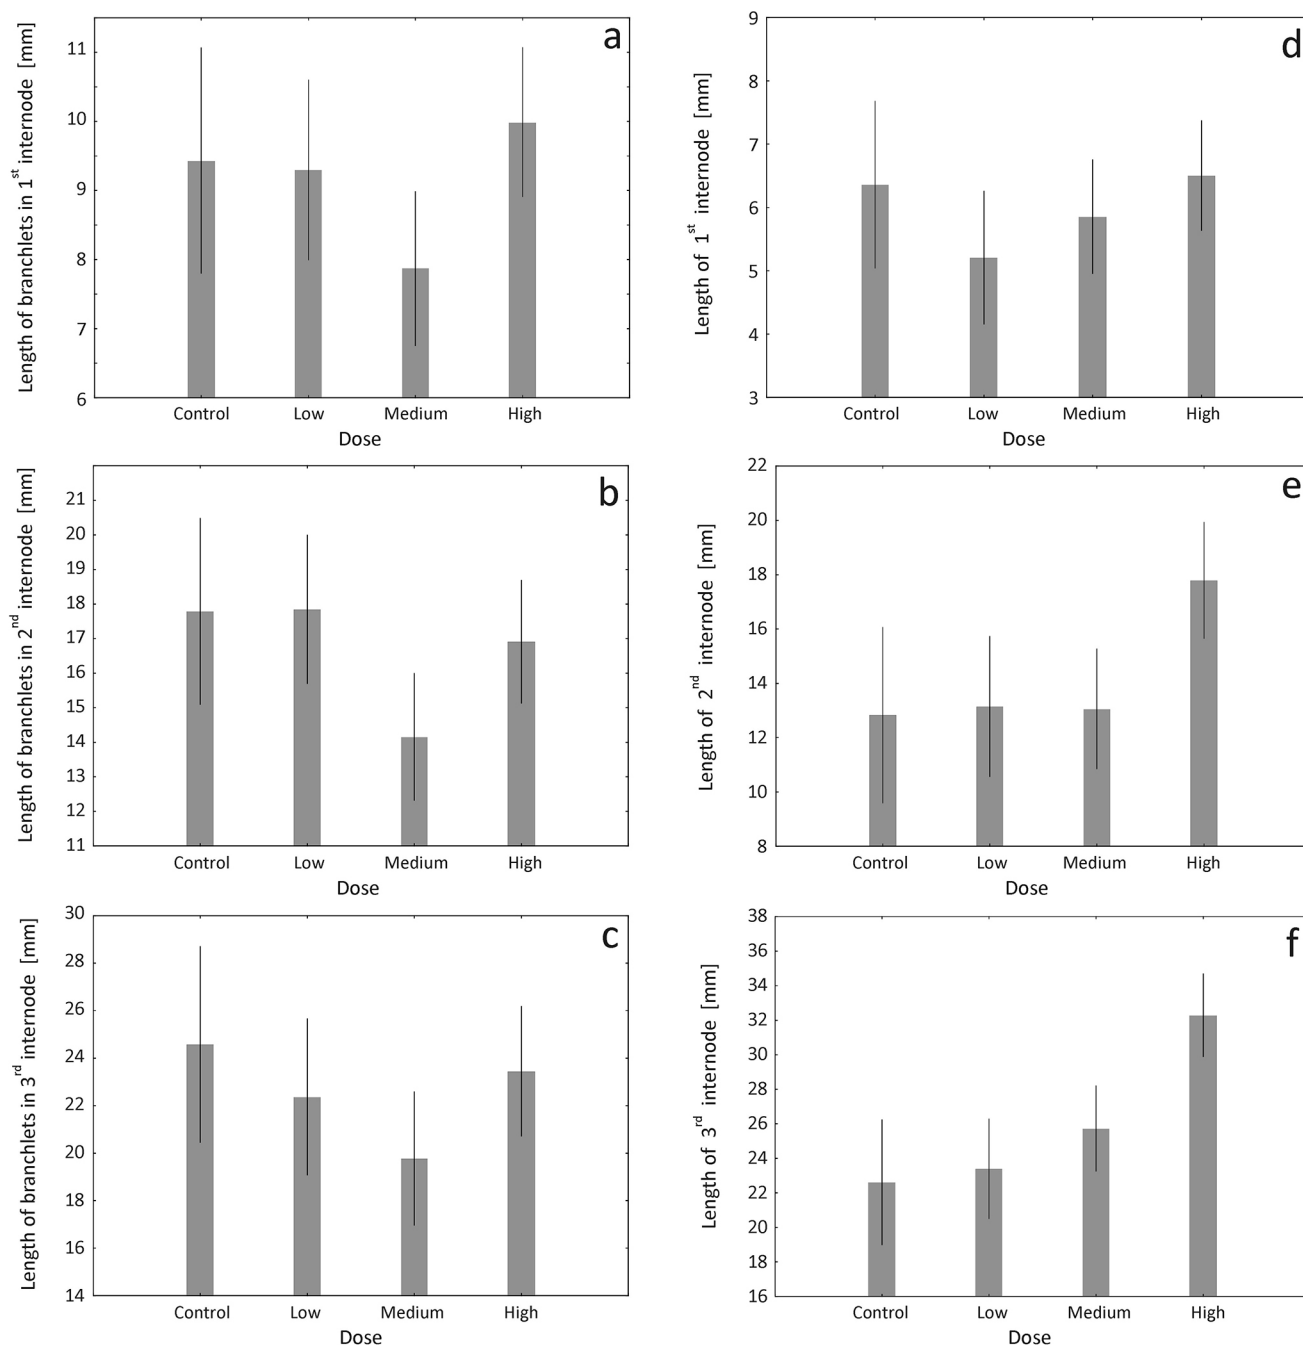 a
Length of branchlets in 1st internode [mm]
11
10
9
8
7
6
Control Low Medium High
Dose
d
Length of 1st internode [mm]
9
8
7
6
5
4
3
Control Low Medium High
Dose
b
Length of branchlets in 2nd internode [mm]
21
20
19
18
17
16
15
14
13
12
11
Control Low Medium High
Dose
e
Length of 2nd internode [mm]
22
20
18
16
14
12
10
8
Control Low Medium High
Dose
c
Length of branchlets in 3rd internode [mm]
30
28
26
24
22
20
18
16
14
Control Low Medium High
Dose
f
Length of 3rd internode [mm]
38
36
34
32
30
28
26
24
22
20
18
16
Control Low Medium High
Dose